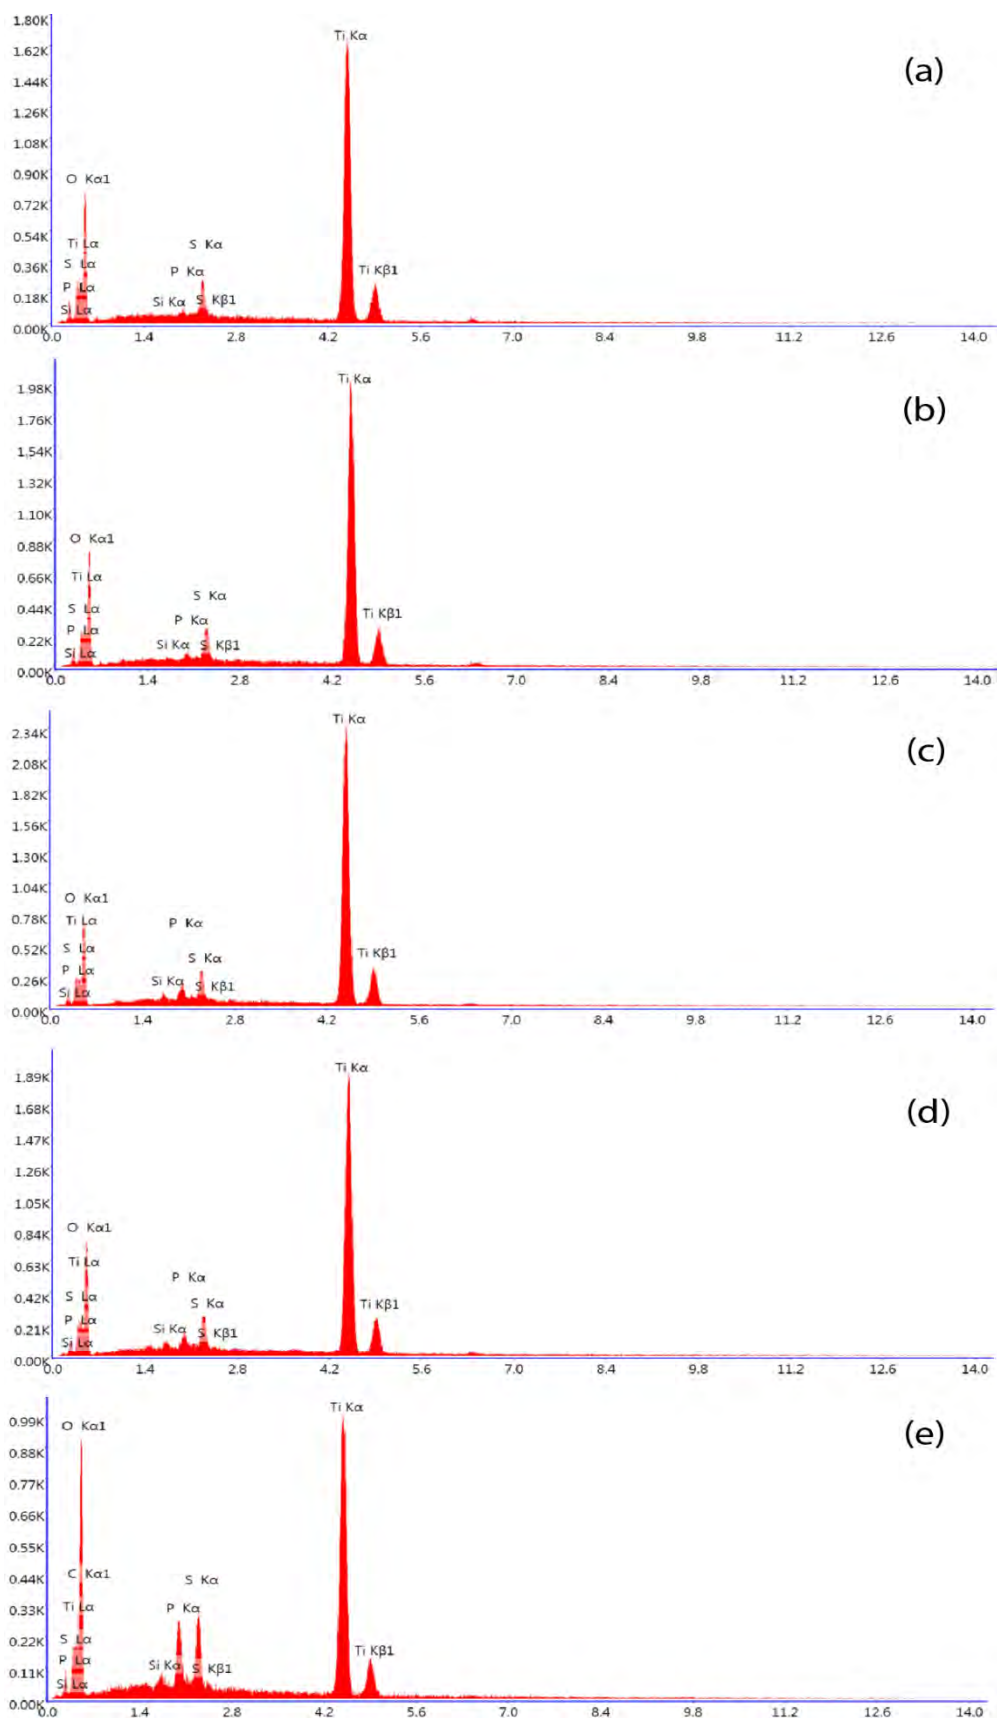 1.80K
Ti Kα
1.62K
(a)
1.44K
1.26K
1.08K
0.90K
O Kα1
0.72K
0.54K
Ti Lα
S Kα
S Lα
0.36K
P Kα
Ti Kβ1
P Lα
0.18K
Si Kα
S Kβ1
Si Lα
0.00K
0.0 1.4 2.8 4.2 5.6 7.0 8.4 9.8 11.2 12.6 14.0
Ti Kα
1.98K
(b)
1.76K
1.54K
1.32K
1.10K
0.88K
O Kα1
0.66K
Ti Lα
S Kα
0.44K
S Lα
Ti Kβ1
P Kα
P Lα
0.22K
Si Kα
S Kβ1
Si Lα
0.00K
0.0 1.4 2.8 4.2 5.6 7.0 8.4 9.8 11.2 12.6 14.0
Ti Kα
2.34K
(c)
2.08K
1.82K
1.56K
1.30K
1.04K
O Kα1
0.78K
Ti Lα
P Kα
0.52K
S Lα
Ti Kβ1
S Kα
P Lα
0.26K
Si Kα
S Kβ1
Si Lα
0.00K
0.0 1.4 2.8 4.2 5.6 7.0 8.4 9.8 11.2 12.6 14.0
Ti Kα
1.89K
1.68K
(d)
1.47K
1.26K
1.05K
O Kα1
0.84K
0.63K
Ti Lα
P Kα
0.42K
S Lα
S Kα
Ti Kβ1
P Lα
0.21K
Si Kα
S Kβ1
Si Lα
0.00K
0.0 1.4 2.8 4.2 5.6 7.0 8.4 9.8 11.2 12.6 14.0
Ti Kα
0.99K
O Kα1
(e)
0.88K
0.77K
0.66K
0.55K
C Kα1
0.44K
S Kα
0.33K
Ti Lα
P Kα
0.22K
S Lα
Ti Kβ1
P Lα
0.11K
Si Kα
S Kβ1
Si Lα
0.00K
0.0 1.4 2.8 4.2 5.6 7.0 8.4 9.8 11.2 12.6 14.0